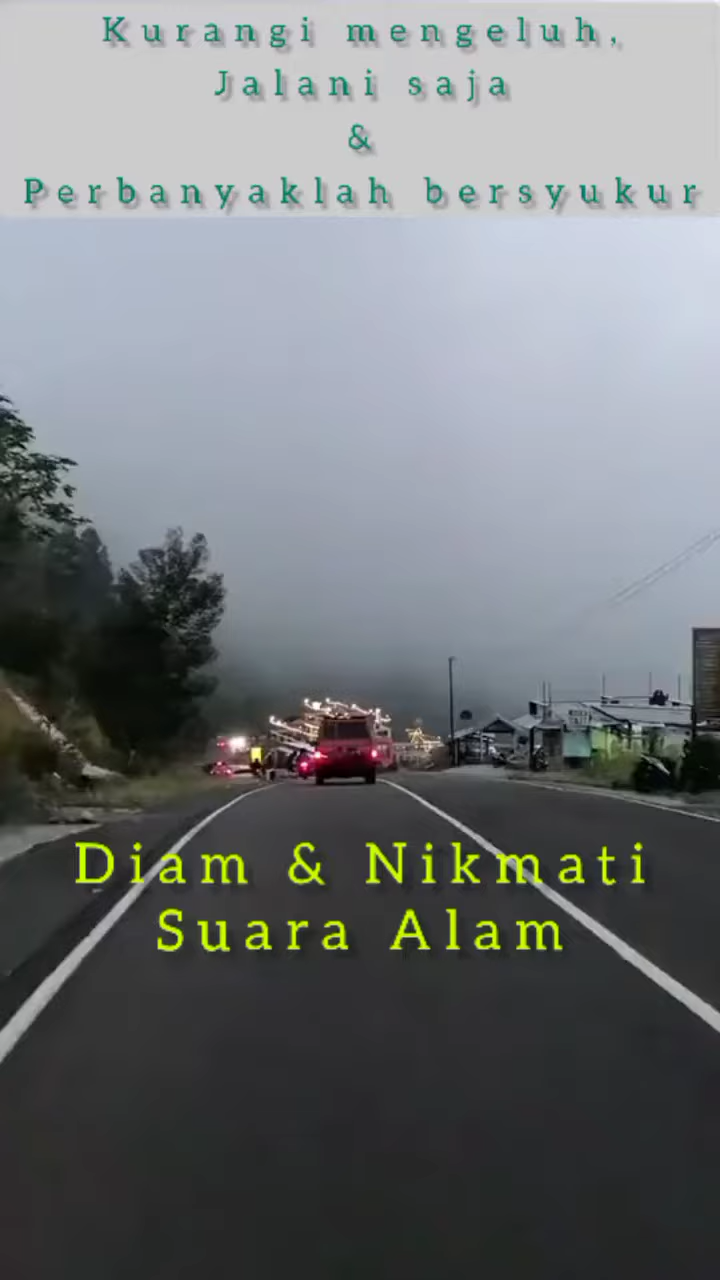 Kurangi mengeluh,
Jalani saja
&
Perbanyaklah bersyukur
Diam & Nikmati
Suara Alam